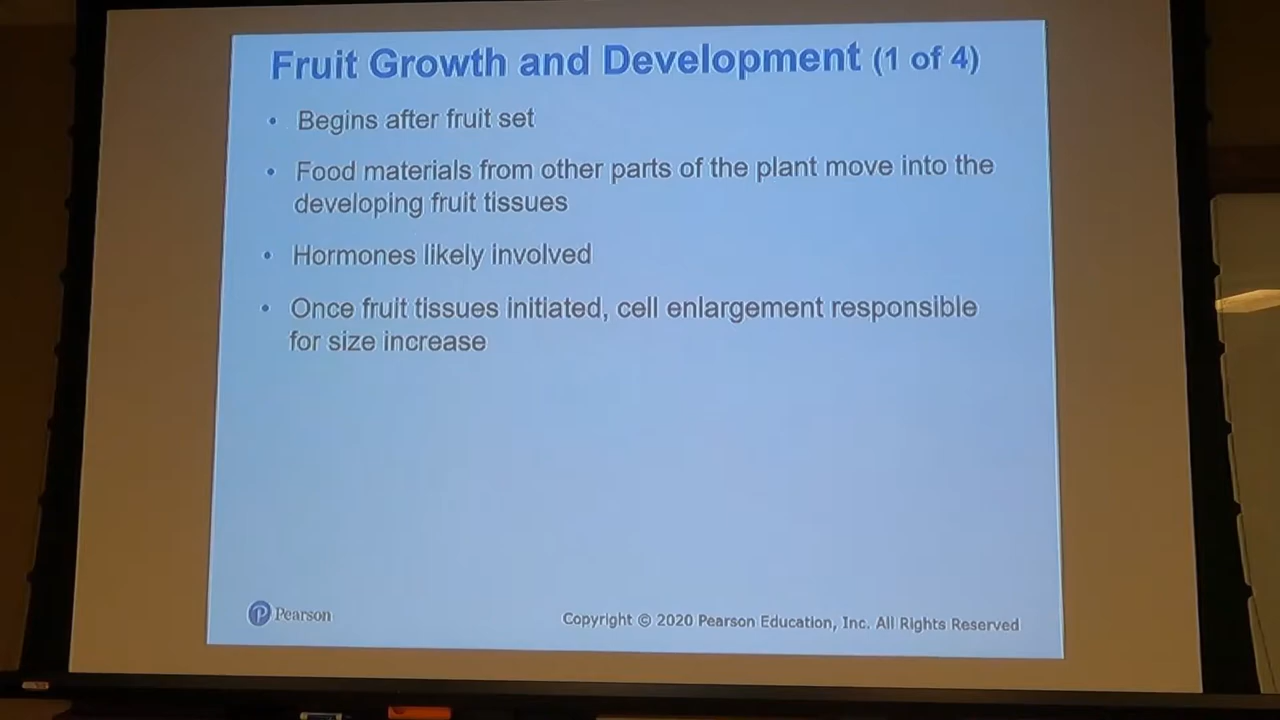 Fruit Growth and Development (1 of 4)
• Begins after fruit set
• Food materials from other parts of the plant move into the
developing fruit tissues
• Hormones likely involved
• Once fruit tissues initiated, cell enlargement responsible
for size increase
P Pearson
Copyright © 2020 Pearson Education, Inc. All Rights Reserved